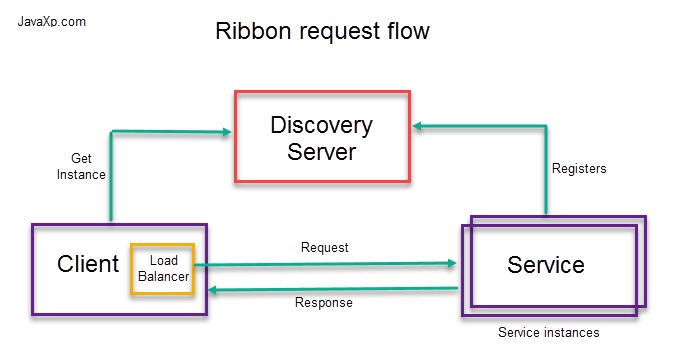 JavaXp.com
Ribbon request flow
Discovery
Server
Get
Instance
Registers
Client
Load
Balancer
Request
Response
Service
Service instances